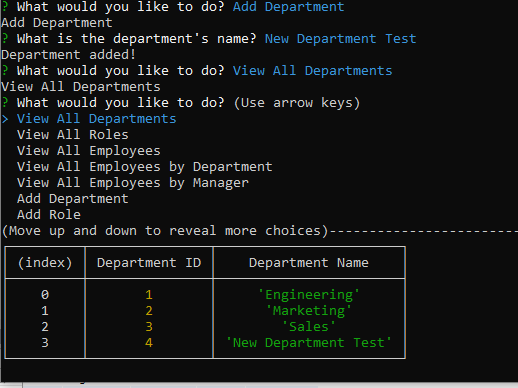 ? What would you like to do? Add Department
Add Department
? What is the department's name? New Department Test
Department added!
? What would you like to do? View All Departments
View All Departments
? What would you like to do? (Use arrow keys)
> View All Departments
View All Roles
View All Employees
View All Employees by Department
View All Employees by Manager
Add Department
Add Role
(Move up and down to reveal more choices)------------------------
(index) Department ID Department Name
0 1 'Engineering'
1 2 'Marketing'
2 3 'Sales'
3 4 'New Department Test'